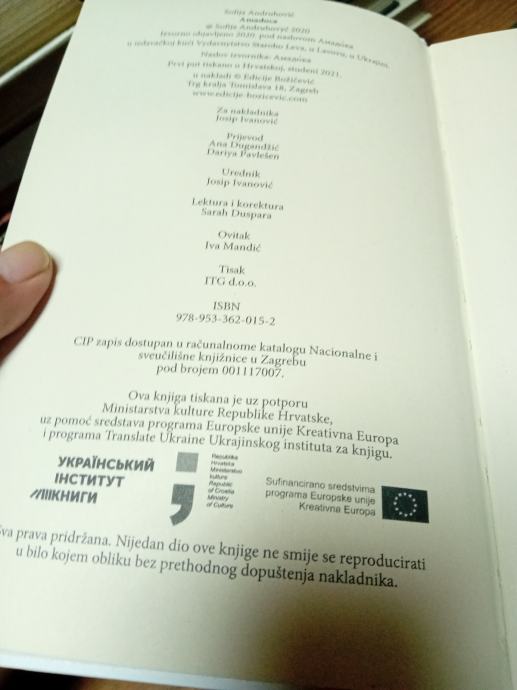 Sofija Andruhovič
Amadoca
© Sofija Andruhovyč 2020
Izvorno objavljeno 2020. pod naslovom Амадока
u izdavačkoj kući Vydavnytstvo Staroho Leva, u Lavovu, u Ukrajini.
Naslov izvornika: Амадока
Prvi put tiskano u Hrvatskoj, studeni 2021.
u nakladi © Edicije Božičević
Trg kralja Tomislava 18, Zagreb
www.edicije-bozicevic.com
Za nakladnika
Josip Ivanović
Prijevod
Ana Dugandžić
Dariya Pavlešen
Urednik
Josip Ivanović
Lektura i korektura
Sarah Duspara
Ovitak
Iva Mandić
Tisak
ITG d.o.o.
ISBN
978-953-362-015-2
CIP zapis dostupan u računalnome katalogu Nacionalne i
sveučilišne knjižnice u Zagrebu
pod brojem 001117007.
Ova knjiga tiskana je uz potporu
Ministarstva kulture Republike Hrvatske,
uz pomoć sredstava programa Europske unije Kreativna Europa
i programa Translate Ukraine Ukrajinskog instituta za knjigu.
УКРАЇНСЬКИЙ
ІНСТИТУТ
КНИГИ
Republika
Hrvatska
Ministarstvo
kulture
Republic
of Croatia
Ministry
of Culture
Sufinancirano sredstvima
programa Europske unije
Kreativna Europa
Sva prava pridržana. Nijedan dio ove knjige ne smije se reproducirati
u bilo kojem obliku bez prethodnog dopuštenja nakladnika.